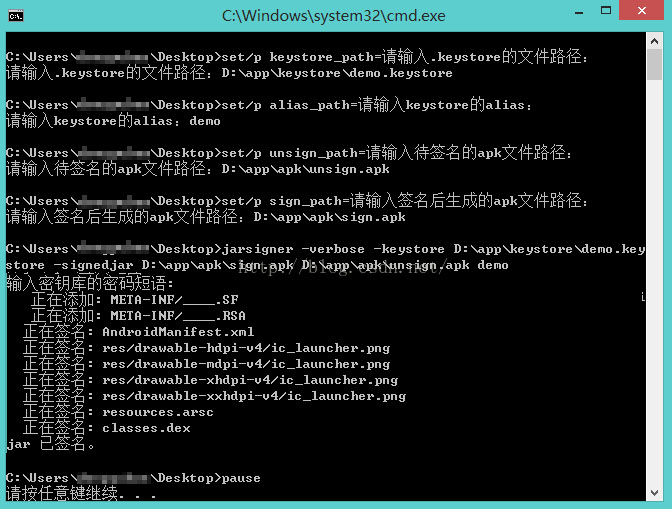 C:\Windows\system32\cmd.exe
C:\Users\\Desktop>set/p keystore_path=请输入.keystore的文件路径:
请输入.keystore的文件路径: D:\app\keystore\demo.keystore
C:\Users\\Desktop>set/p alias_path=请输入keystore的alias:
请输入keystore的alias: demo
C:\Users\\Desktop>set/p unsign_path=请输入待签名的apk文件路径:
请输入待签名的apk文件路径: D:\app\apk\unsign.apk
C:\Users\\Desktop>set/p sign_path=请输入签名后生成的apk文件路径:
请输入签名后生成的apk文件路径: D:\app\apk\sign.apk
C:\Users\\Desktop>jarsigner -verbose -keystore D:\app\keystore\demo.key
store -signedjar D:\app\apk\sign.apk D:\app\apk\unsign.apk demo
http://blog.csdn.net/
输入密钥库的密码短语:
正在添加: META-INF/____.SF
正在添加: META-INF/____.RSA
正在签名: AndroidManifest.xml
正在签名: res/drawable-hdpi-v4/ic_launcher.png
正在签名: res/drawable-mdpi-v4/ic_launcher.png
正在签名: res/drawable-xhdpi-v4/ic_launcher.png
正在签名: res/drawable-xxhdpi-v4/ic_launcher.png
正在签名: resources.arsc
正在签名: classes.dex
jar 已签名。
C:\Users\\Desktop>pause
请按任意键继续. . .